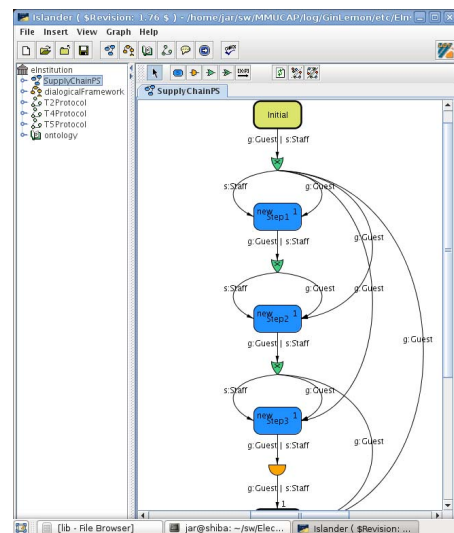 Islander ( $Revision: 1.76 $ ) - /home/jar/sw/MMUCAP/log/GinLemon/etc/EIns
File Insert View Graph Help
eInstitution
SupplyChainPS
dialogicalFramework
T2Protocol
T4Protocol
T5Protocol
ontology
SupplyChainPS
Initial
g:Guest | s:Staff
s:Staff
g:Guest
new 1
Step1
g:Guest | s:Staff
g:Guest
s:Staff
g:Guest
g:Guest
new 1
Step2
g:Guest | s:Staff
g:Guest
s:Staff
g:Guest
new 1
Step3
g:Guest | s:Staff
g:Guest
g:Guest | s:Staff
1
[lib - File Browser]
jar@shiba: ~/sw/Elec...
Islander ( $Revision: ...